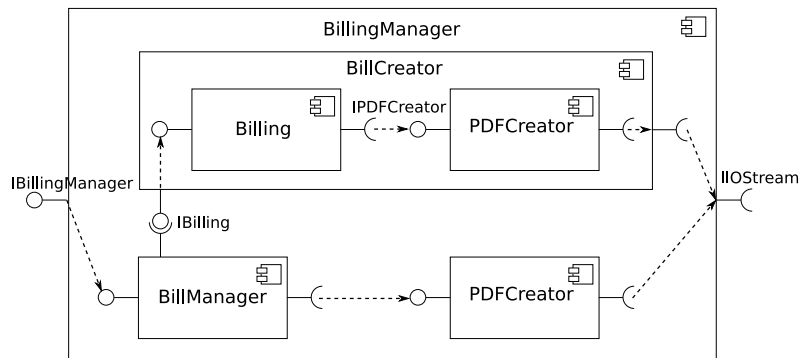 BillingManager
BillCreator
IPDFCreator
Billing
PDFCreator
IBillingManager
IIOStream
IBilling
BillManager
PDFCreator